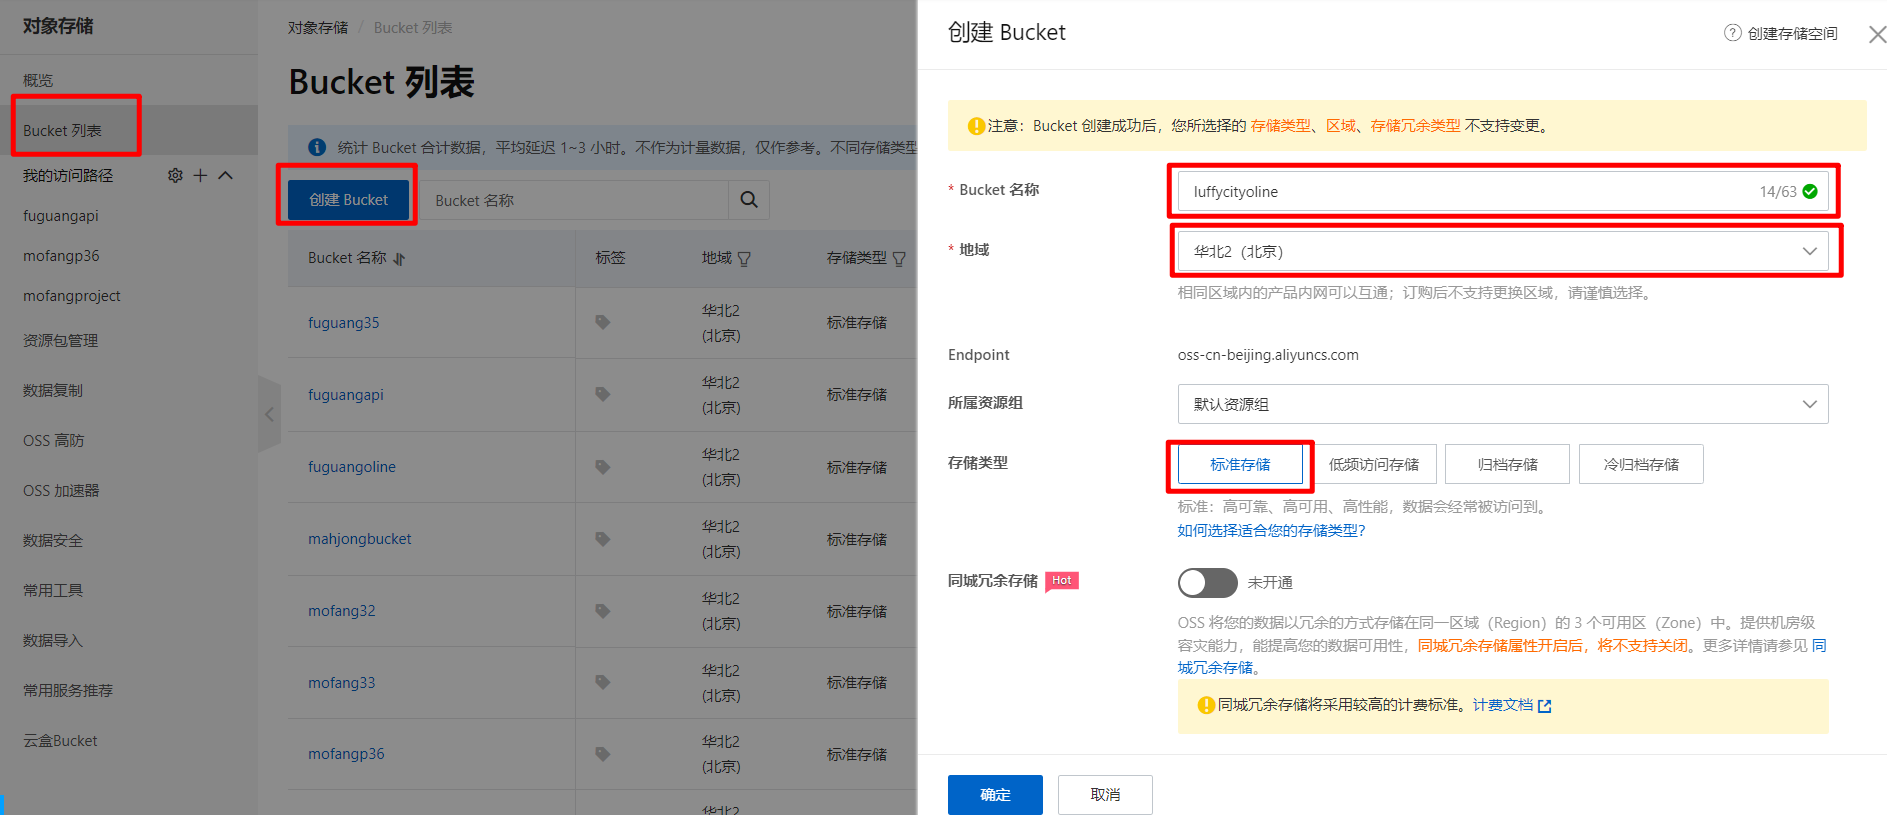 对象存储
概览
Bucket 列表
我的访问路径
fuguangapi
mofangp36
mofangproject
资源包管理
数据复制
OSS 高防
OSS 加速器
数据安全
常用工具
数据导入
常用服务推荐
云盒Bucket
对象存储 / Bucket 列表
Bucket 列表
统计 Bucket 合计数据，平均延迟 1~3 小时。不作为计量数据，仅作参考。不同存储类型
创建 Bucket
Bucket 名称
Bucket 名称 标签 地域 存储类型
fuguang35 华北2 标准存储
(北京)
fuguangapi 华北2 标准存储
(北京)
fuguangoline 华北2 标准存储
(北京)
mahjongbucket 华北2 标准存储
(北京)
mofang32 华北2 标准存储
(北京)
mofang33 华北2 标准存储
(北京)
mofangp36 华北2 标准存储
(北京)
华北2
创建 Bucket
创建存储空间
注意：Bucket 创建成功后，您所选择的 存储类型、区域、存储冗余类型 不支持变更。
* Bucket 名称
luffycityoline 14/63
* 地域
华北2（北京）
相同区域内的产品内网可以互通；订购后不支持更换区域，请谨慎选择。
Endpoint
oss-cn-beijing.aliyuncs.com
所属资源组
默认资源组
存储类型
标准存储 低频访问存储 归档存储 冷归档存储
标准：高可靠、高可用、高性能，数据会经常被访问到。
如何选择适合您的存储类型？
同城冗余存储 Hot
未开通
OSS 将您的数据以冗余的方式存储在同一区域（Region）的 3 个可用区（Zone）中。提供机房级
容灾能力，能提高您的数据可用性，同城冗余存储属性开启后，将不支持关闭。更多详情请参见 同
城冗余存储。
同城冗余存储将采用较高的计费标准。计费文档
确定
取消